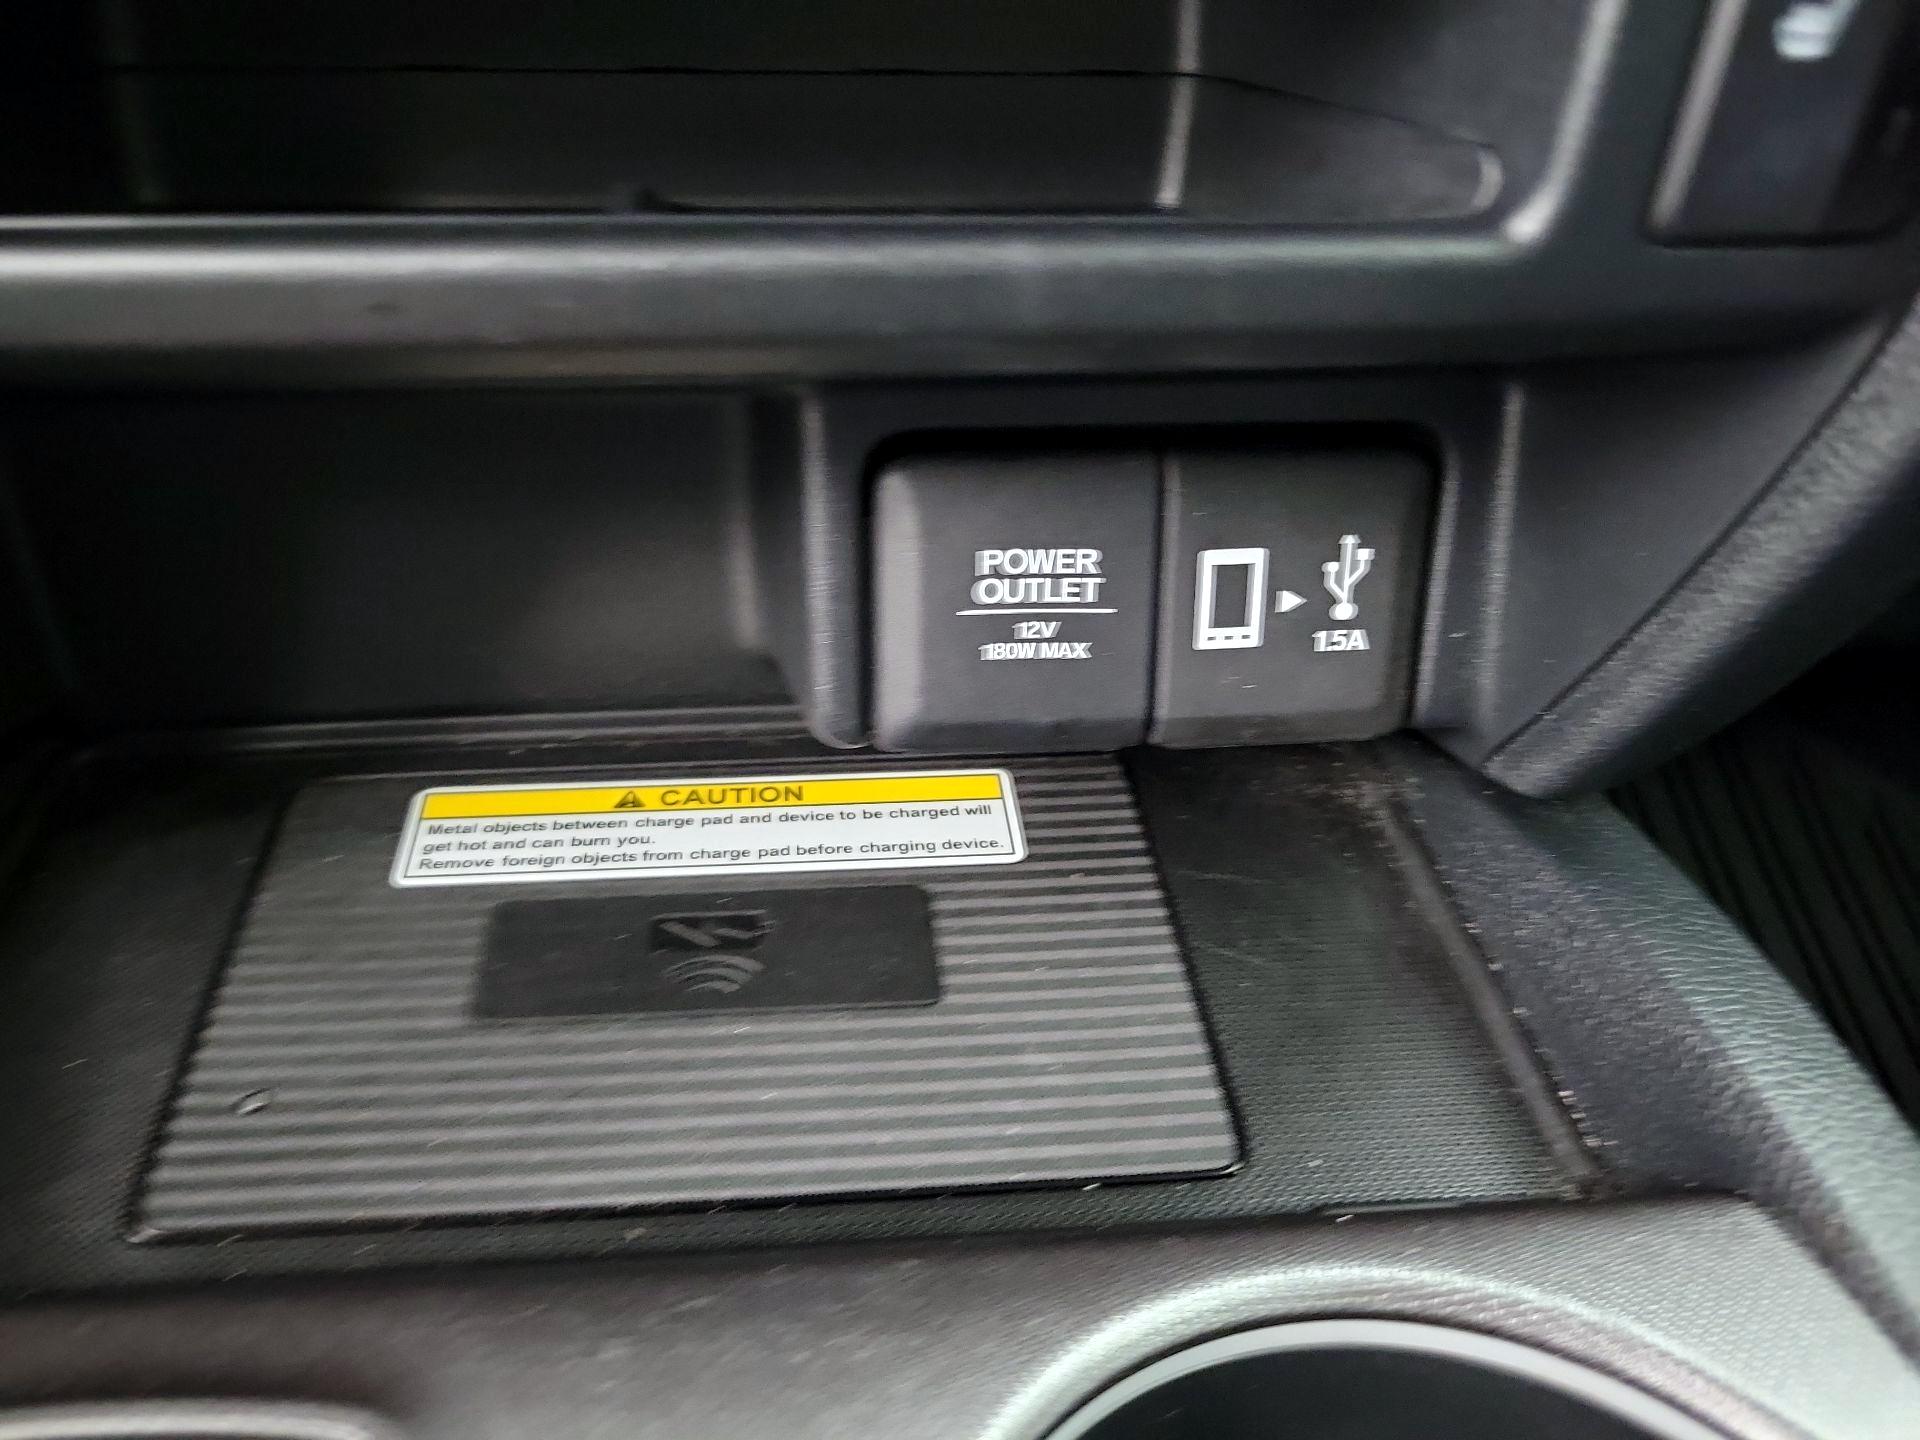 POWER
OUTLET
12V
180W MAX
1.5A
CAUTION
Metal objects between charge pad and device to be charged will
get hot and can burn you.
Remove foreign objects from charge pad before charging device.